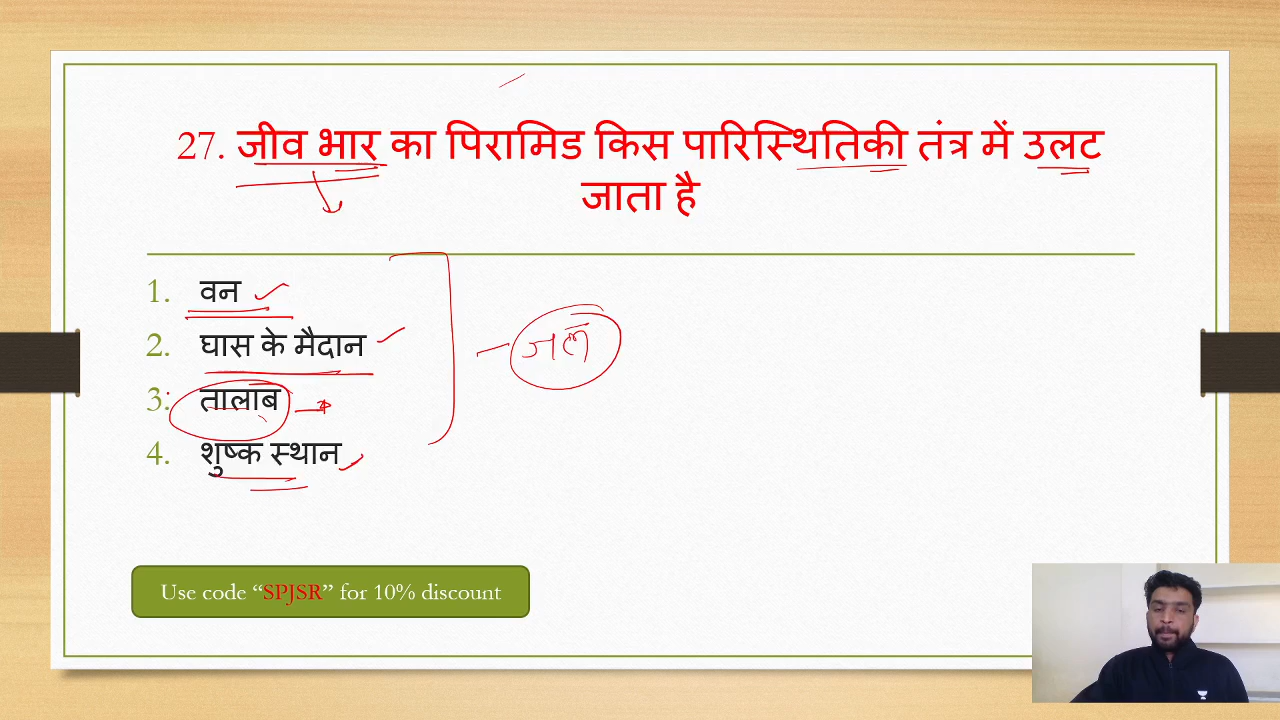 27. जीव भार का पिरामिड किस पारिस्थितिकी तंत्र में उलट
जाता है
1. वन
2. घास के मैदान
जल
3. तालाब
4. शुष्क स्थान
Use code “SPJSR” for 10% discount